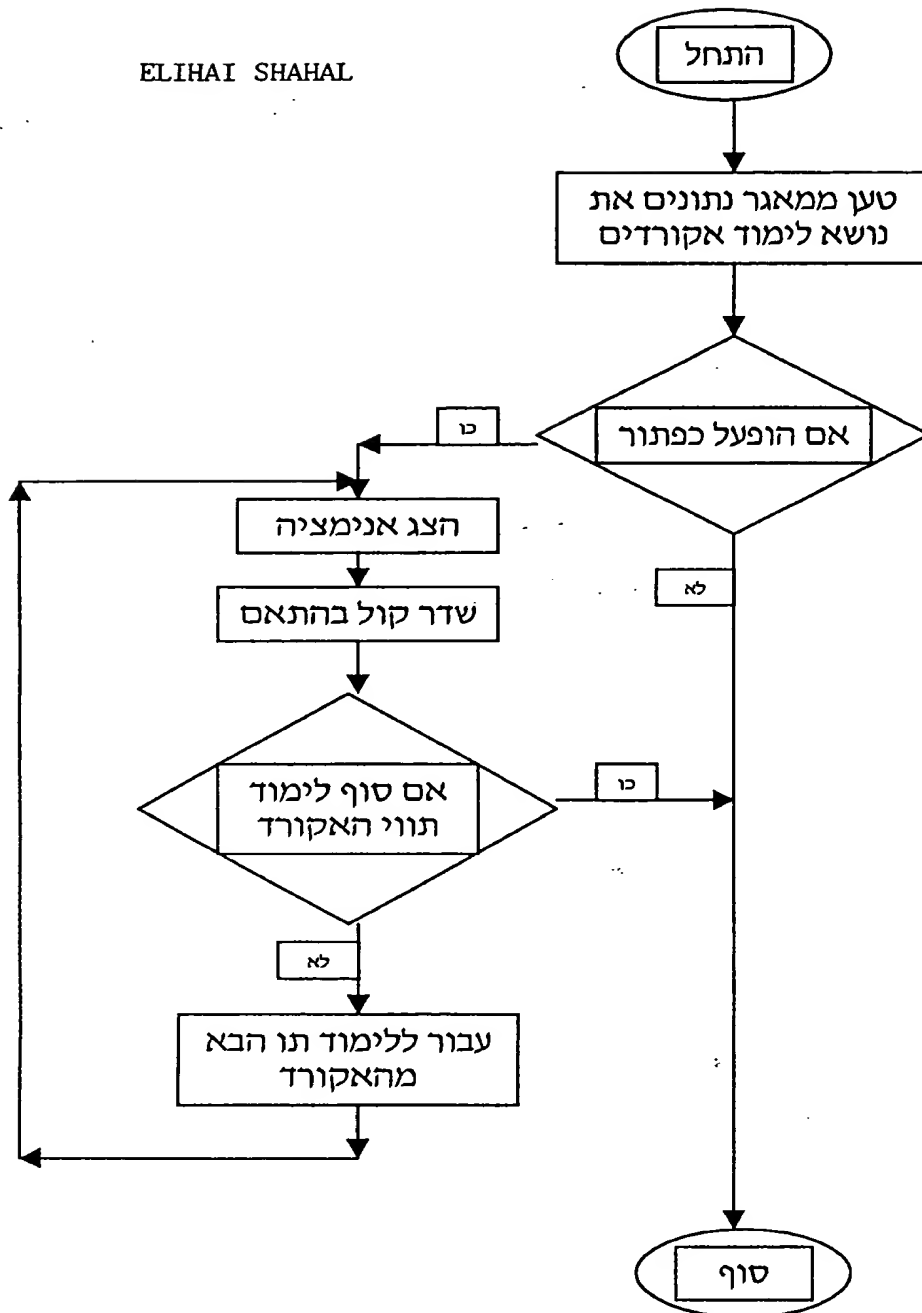 ELIHAI SHAHAL
התחל
טען ממאגר נתונים את
נושא לימוד אקורדים
אם הופעל כפתור
כן
לא
הצג אנימציה
שדר קול בהתאם
אם סוף לימוד
תווי האקורד
כן
לא
עבור ללימוד תו הבא
מהאקורד
סוף